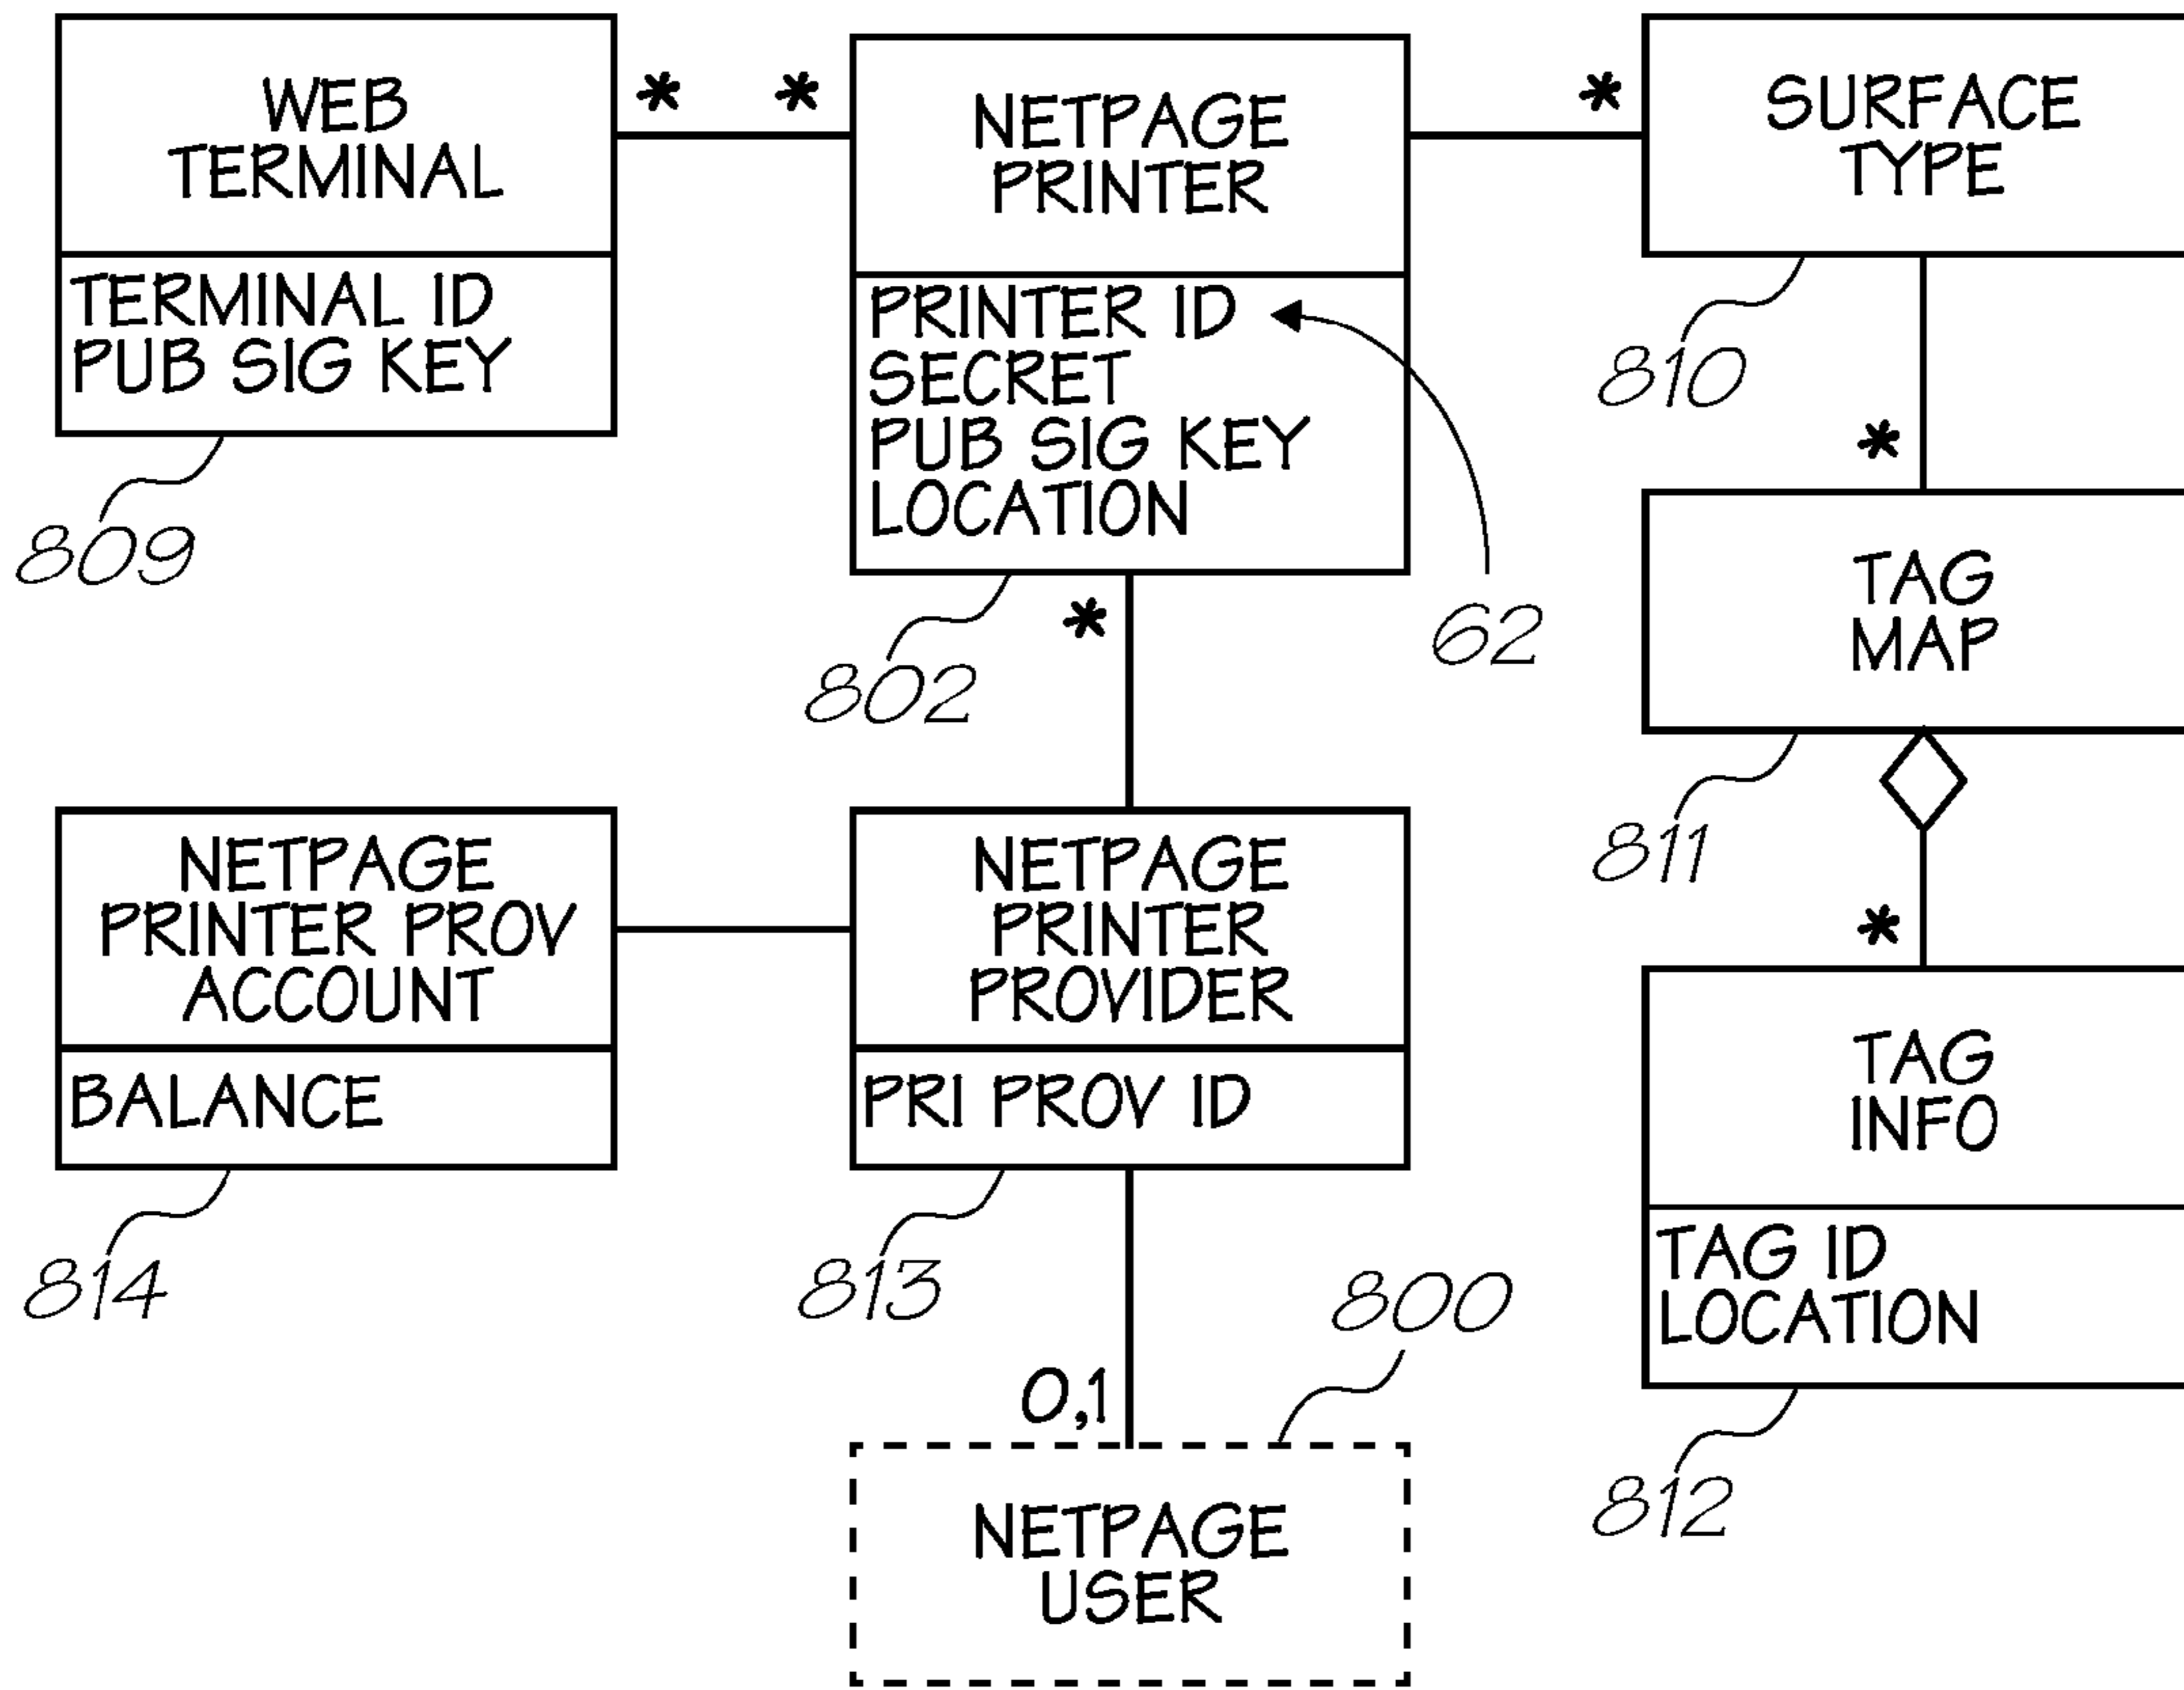 WEB
TERMINAL
TERMINAL ID
PUB SIG KEY
809
* *
NETPAGE
PRINTER
PRINTER ID
SECRET
PUB SIG KEY
LOCATION
802
62
*
*
SURFACE
TYPE
810
*
TAG
MAP
811
*
TAG
INFO
TAG ID
LOCATION
812
NETPAGE
PRINTER PROV
ACCOUNT
BALANCE
814
NETPAGE
PRINTER
PROVIDER
PRI PROV ID
813
800
0,1
NETPAGE
USER